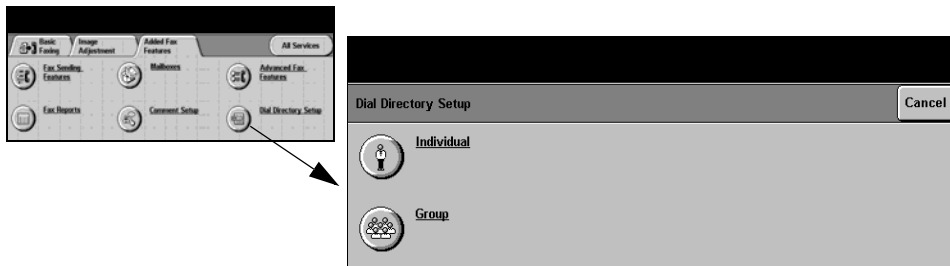 Basic Faxing
Image Adjustment
Added Fax Features
All Services
Fax Sending Features
Mailboxes
Advanced Fax Features
Fax Reports
Comment Setup
Dial Directory Setup
Dial Directory Setup
Cancel
Individual
Group